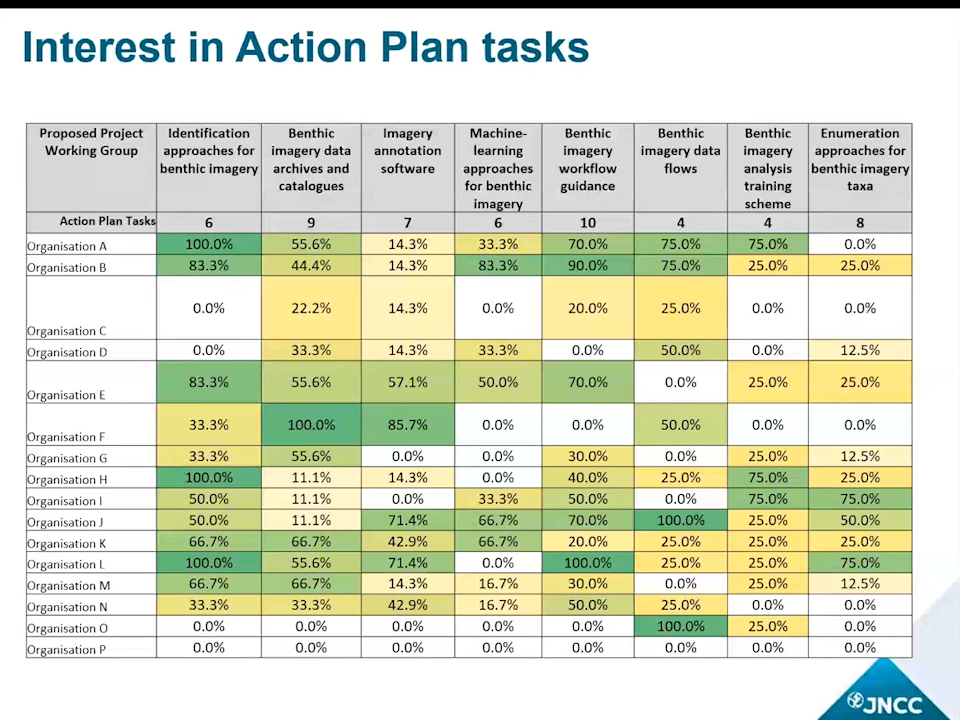 Interest in Action Plan tasks
Proposed Project Working Group | Identification approaches for benthic imagery | Benthic imagery data archives and catalogues | Imagery annotation software | Machine-learning approaches for benthic imagery | Benthic imagery workflow guidance | Benthic imagery data flows | Benthic imagery analysis training scheme | Enumeration approaches for benthic imagery taxa
Action Plan Tasks | 6 | 9 | 7 | 6 | 10 | 4 | 4 | 8
Organisation A | 100.0% | 55.6% | 14.3% | 33.3% | 70.0% | 75.0% | 75.0% | 0.0%
Organisation B | 83.3% | 44.4% | 14.3% | 83.3% | 90.0% | 75.0% | 25.0% | 25.0%
Organisation C | 0.0% | 22.2% | 14.3% | 0.0% | 20.0% | 25.0% | 0.0% | 0.0%
Organisation D | 0.0% | 33.3% | 14.3% | 33.3% | 0.0% | 50.0% | 0.0% | 12.5%
Organisation E | 83.3% | 55.6% | 57.1% | 50.0% | 70.0% | 0.0% | 25.0% | 25.0%
Organisation F | 33.3% | 100.0% | 85.7% | 0.0% | 0.0% | 50.0% | 0.0% | 0.0%
Organisation G | 33.3% | 55.6% | 0.0% | 0.0% | 30.0% | 0.0% | 25.0% | 12.5%
Organisation H | 100.0% | 11.1% | 14.3% | 0.0% | 40.0% | 25.0% | 75.0% | 25.0%
Organisation I | 50.0% | 11.1% | 0.0% | 33.3% | 50.0% | 0.0% | 75.0% | 75.0%
Organisation J | 50.0% | 11.1% | 71.4% | 66.7% | 70.0% | 100.0% | 25.0% | 50.0%
Organisation K | 66.7% | 66.7% | 42.9% | 66.7% | 20.0% | 25.0% | 25.0% | 25.0%
Organisation L | 100.0% | 55.6% | 71.4% | 0.0% | 100.0% | 25.0% | 25.0% | 75.0%
Organisation M | 66.7% | 66.7% | 14.3% | 16.7% | 30.0% | 0.0% | 25.0% | 12.5%
Organisation N | 33.3% | 33.3% | 42.9% | 16.7% | 50.0% | 25.0% | 0.0% | 0.0%
Organisation O | 0.0% | 0.0% | 0.0% | 0.0% | 0.0% | 100.0% | 25.0% | 0.0%
Organisation P | 0.0% | 0.0% | 0.0% | 0.0% | 0.0% | 0.0% | 0.0% | 0.0%
JNCC